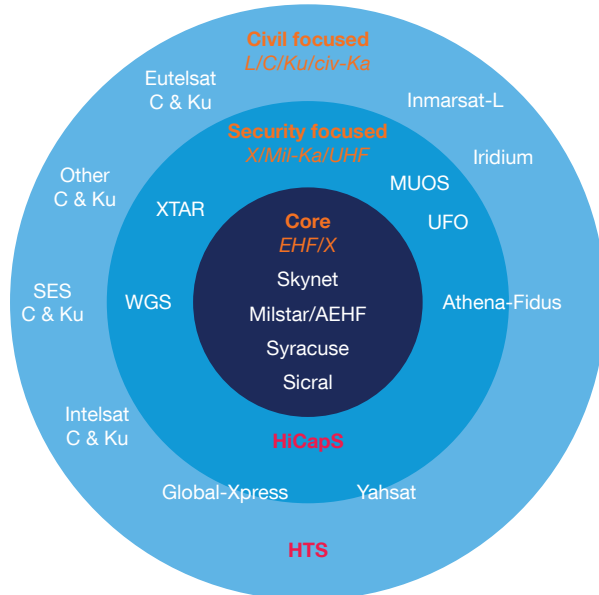 Civil focused
L/C/Ku/civ-Ka
Eutelsat
C & Ku
Inmarsat-L
Security focused
X/Mil-Ka/UHF
Iridium
Other
C & Ku
MUOS
XTAR
UFO
Core
EHF/X
Skynet
SES
C & Ku
WGS
Milstar/AEHF
Athena-Fidus
Syracuse
Sicral
Intelsat
C & Ku
HiCapS
Global-Xpress
Yahsat
HTS